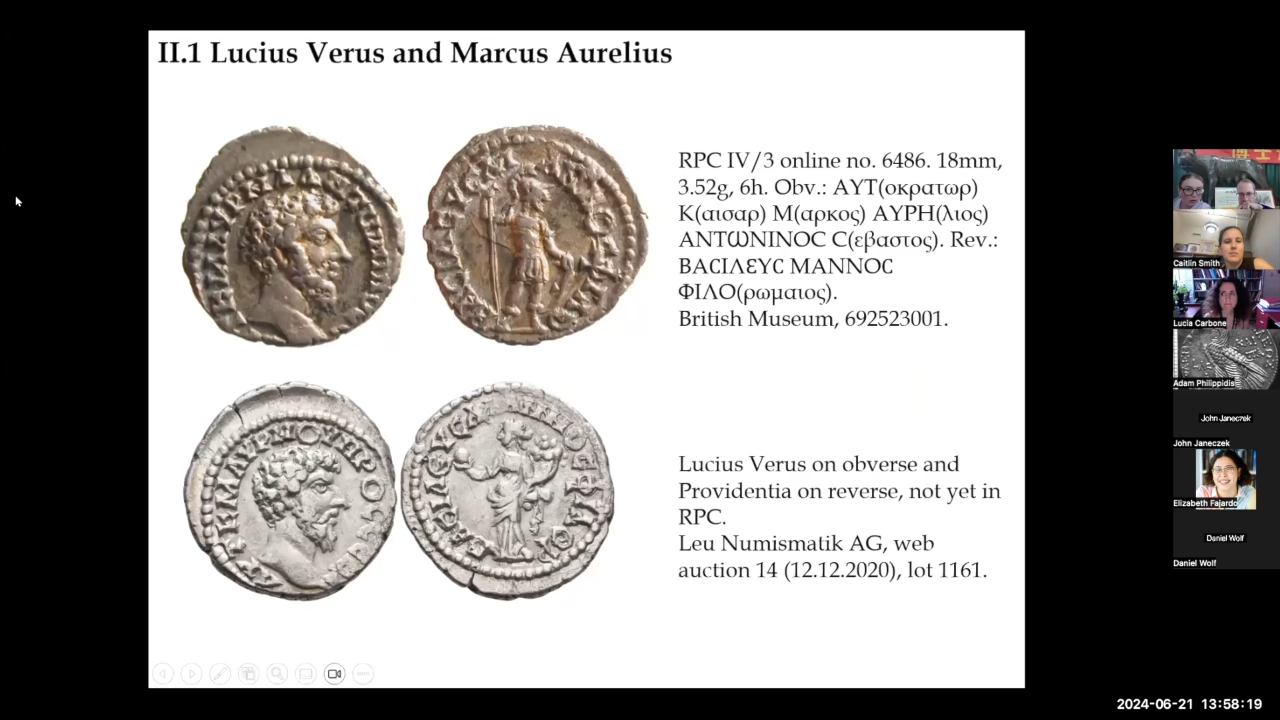 II.1 Lucius Verus and Marcus Aurelius
RPC IV/3 online no. 6486. 18mm,
3.52g, 6h. Obv.: ΑΥΤ(οκρατωρ)
Κ(αισαρ) Μ(αρκος) ΑΥΡΗ(λιος)
ΑΝΤΩΝΙΝΟϹ Ϲ(εβαστος). Rev.:
ΒΑϹΙΛЄΥϹ ΜΑΝΝΟϹ
ΦΙΛΟ(ρωμαιος).
British Museum, 692523001.
Lucius Verus on obverse and
Providentia on reverse, not yet in
RPC.
Leu Numismatik AG, web
auction 14 (12.12.2020), lot 1161.
Caitlin Smith
Lucia Carbone
Adam Philippidis
John Janeczek
John Janeczek
Elizabeth Fajardo
Daniel Wolf
Daniel Wolf
2024-06-21 13:58:19